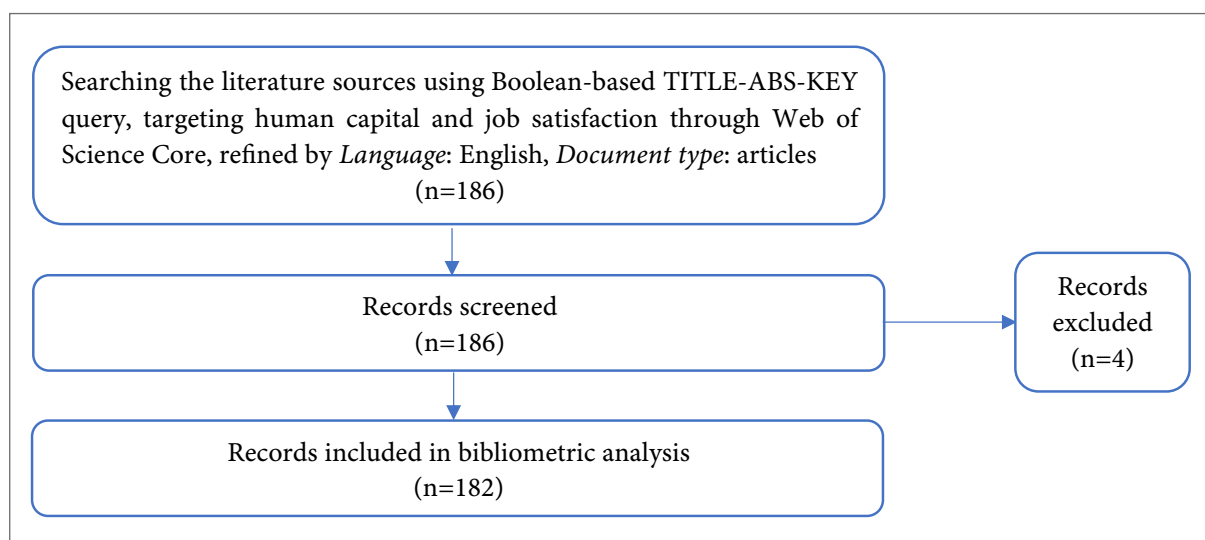 Searching the literature sources using Boolean-based TITLE-ABS-KEY
query, targeting human capital and job satisfaction through Web of
Science Core, refined by Language: English, Document type: articles
(n=186)
Records screened
(n=186)
Records
excluded
(n=4)
Records included in bibliometric analysis
(n=182)